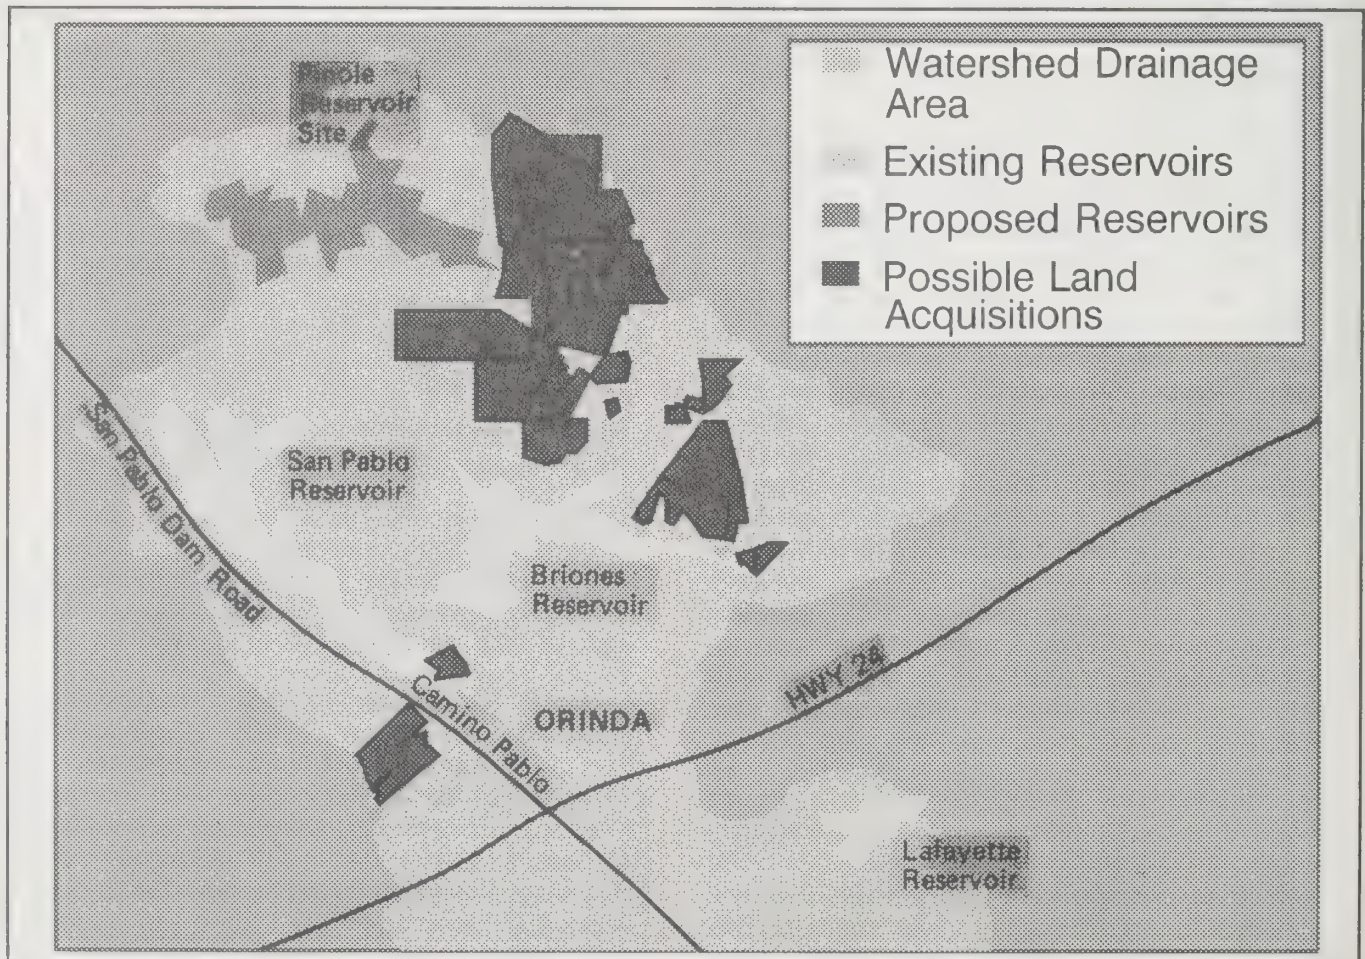 Pinole
Reservoir
Site
Watershed Drainage
Area
Existing Reservoirs
Proposed Reservoirs
Possible Land
Acquisitions
San Pablo Dam Road
San Pablo
Reservoir
Briones
Reservoir
HWY 24
Camino Pablo
ORINDA
Lafayette
Reservoir